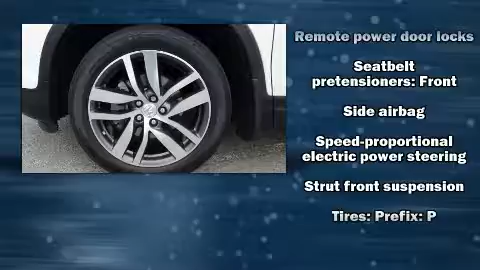 Remote power door locks
Seatbelt
pretensioners: Front
Side airbag
Speed-proportional
electric power steering
Strut front suspension
Tires: Prefix: P